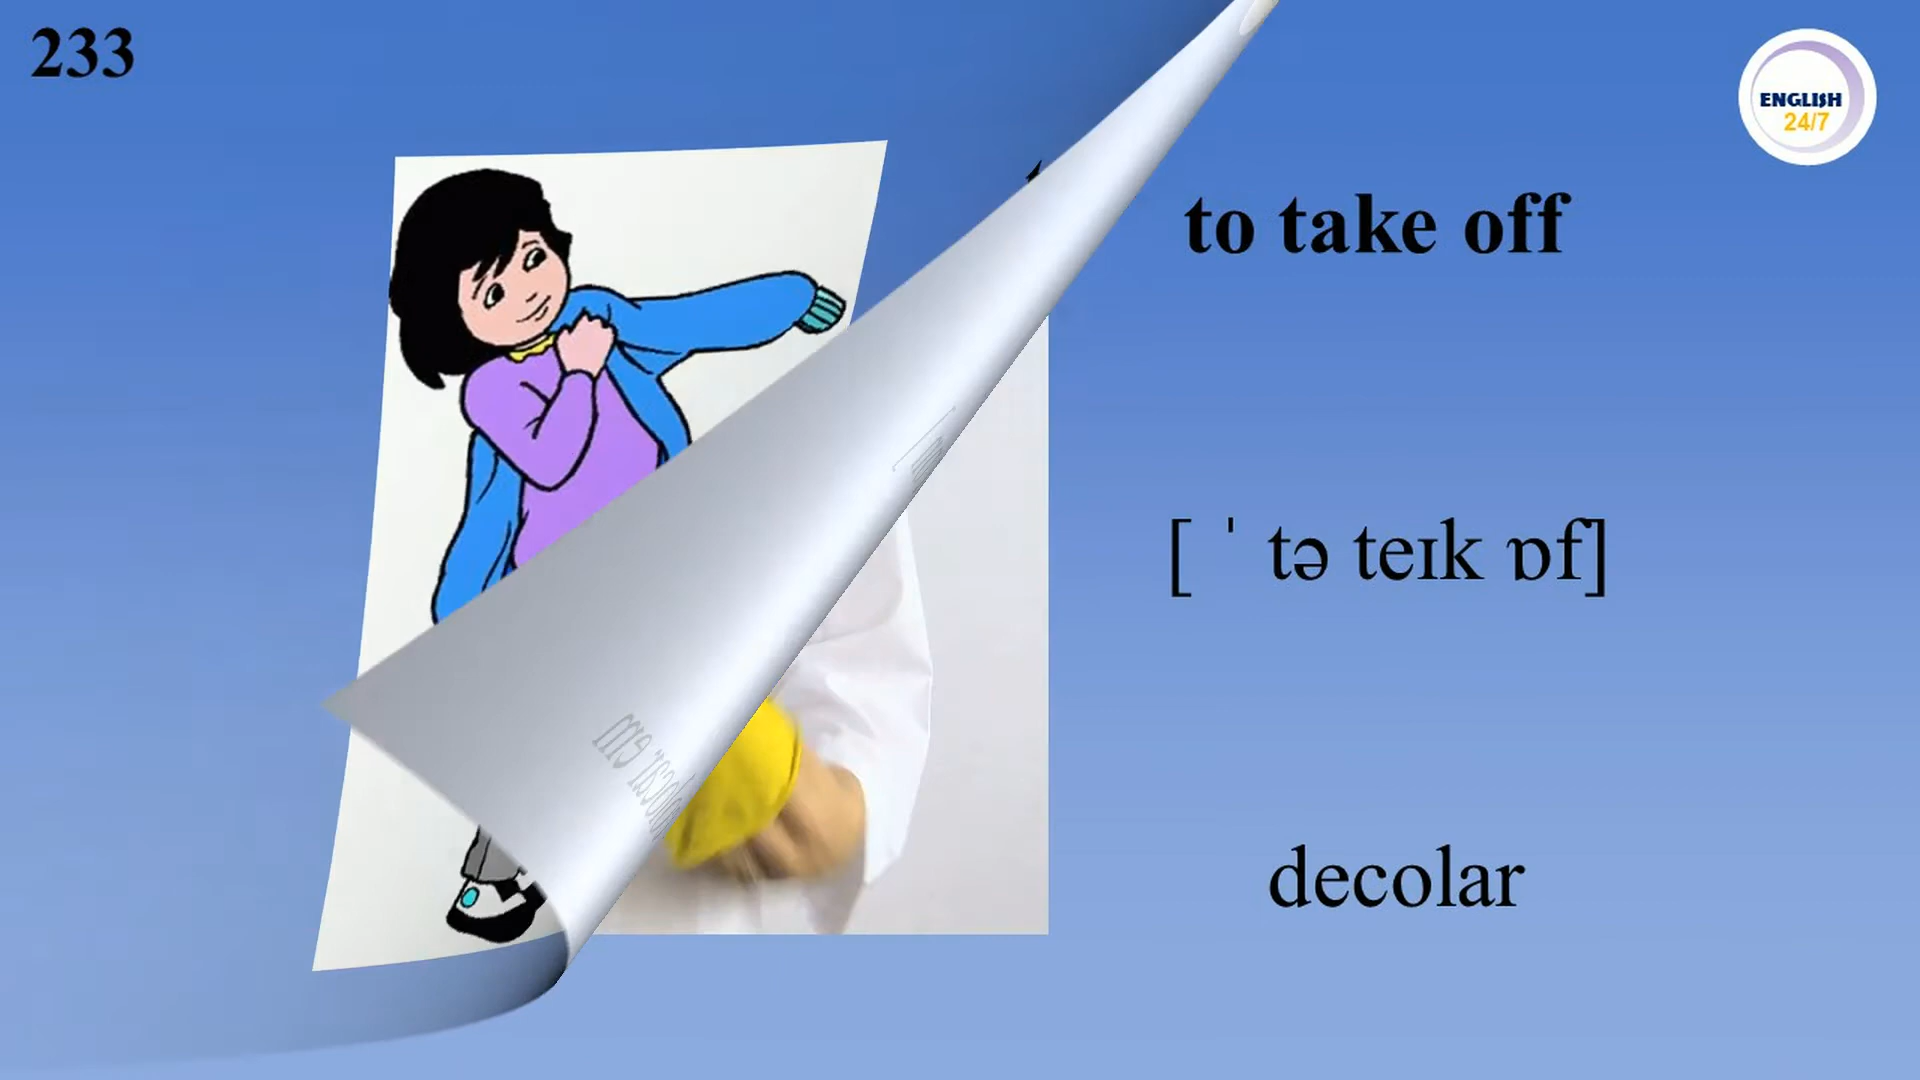 233
ENGLISH
24/7
to take off
[ ˈ tə teɪk ɒf]
decolar